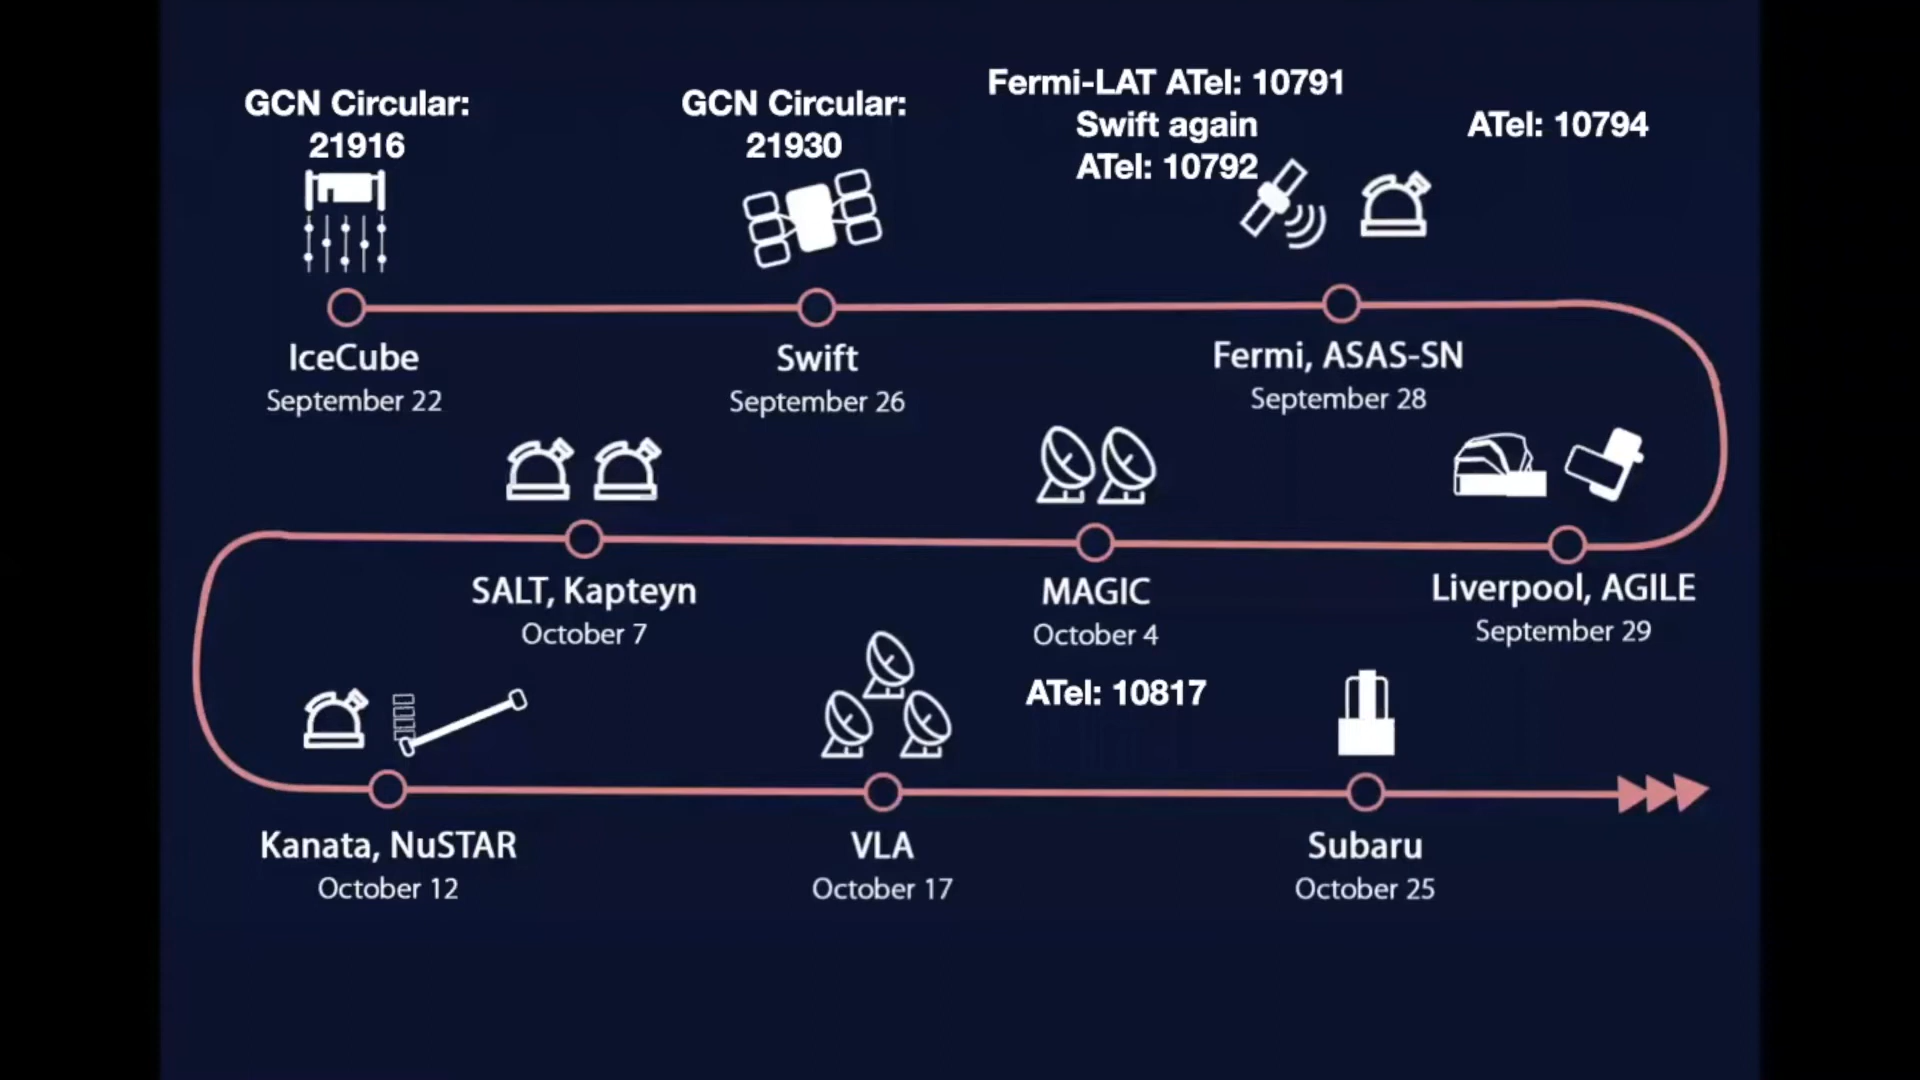 GCN Circular:
21916
GCN Circular:
21930
Fermi-LAT ATel: 10791
Swift again
ATel: 10792
ATel: 10794
IceCube
September 22
Swift
September 26
Fermi, ASAS-SN
September 28
SALT, Kapteyn
October 7
MAGIC
October 4
ATel: 10817
Liverpool, AGILE
September 29
Kanata, NuSTAR
October 12
VLA
October 17
Subaru
October 25